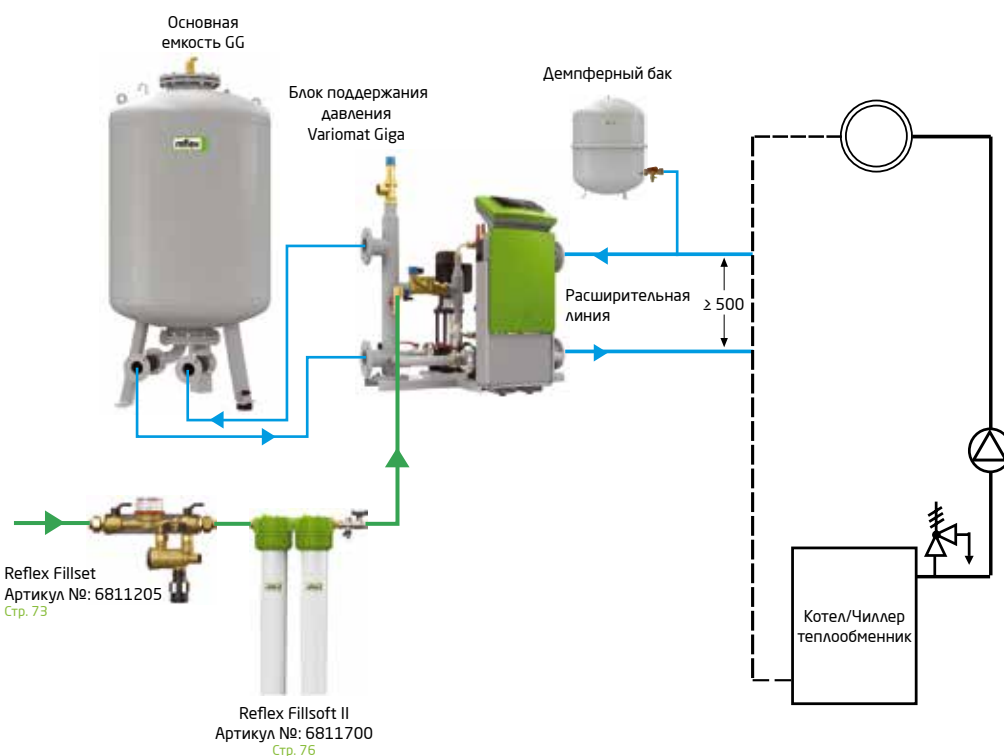 Основная
емкость GG
Блок поддержания
давления
Variomat Giga
Демпферный бак
reflex
Расширительная
линия
≥ 500
Reflex Fillset
Артикул №: 6811205
Стр. 73
Котел/Чиллер
теплообменник
Reflex Fillsoft II
Артикул №: 6811700
Стр. 76